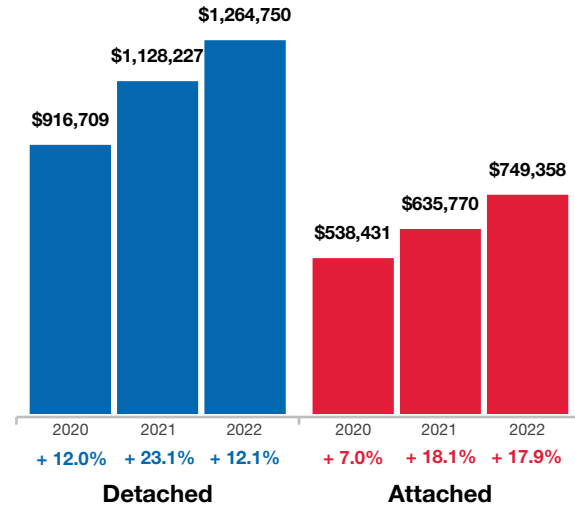 $1,264,750
$1,128,227
$916,709
$749,358
$635,770
$538,431
2020 2021 2022 2020 2021 2022
+ 12.0% + 23.1% + 12.1% + 7.0% + 18.1% + 17.9%
Detached Attached